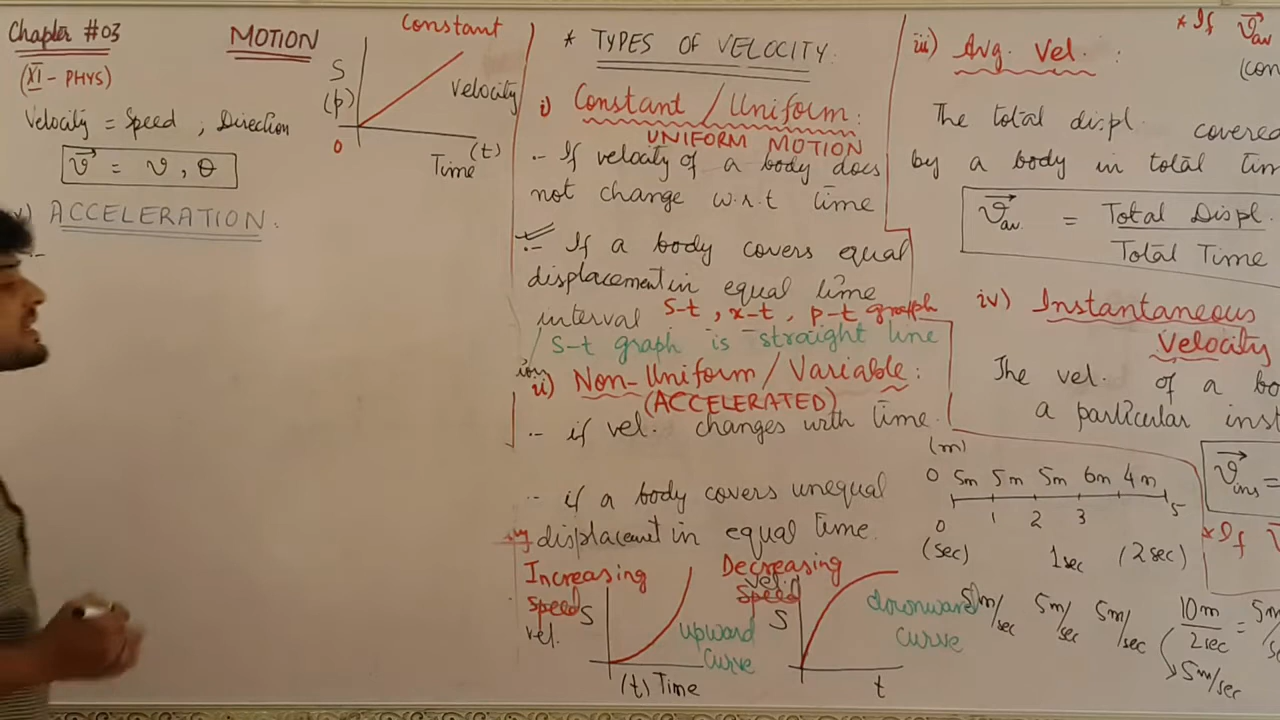 Chapter #03
MOTION
(XI - PHYS)
Velocity = Speed , Direction
v = v , θ
ACCELERATION.
:-
Constant
S
(p)
Velocity
0
Time (t)
* TYPES OF VELOCITY.
i) Constant / Uniform:
UNIFORM MOTION
:- If velocity of a body does
not change w.r.t time
:- If a body covers equal
displacement in equal time
interval S-t , x-t , p-t graph
/ S-t graph is straight line
ii) Non-Uniform / Variable:
(ACCELERATED)
:- if vel. changes with time.
:- if a body covers unequal
displacement in equal time.
Increasing
Speed S
vel.
upward
curve
(t) Time
Decreasing
vel.
Speed
S
downward
curve
t
iii) Avg. Vel. :
* If v⃗av
(con
The total displ. covered
by a body in total tim
v⃗av = Total Displ.
Total Time
iv) Instantaneous
Velocity
The vel. of a bo
a particular inst
v⃗ins =
* If v⃗
(m)
0 5m 5m 5m 6m 4m
0 1 2 3 5
(sec) 1sec (2sec)
5m/sec 5m/sec 5m/sec 10m/2sec = 5m/s
5m/sec